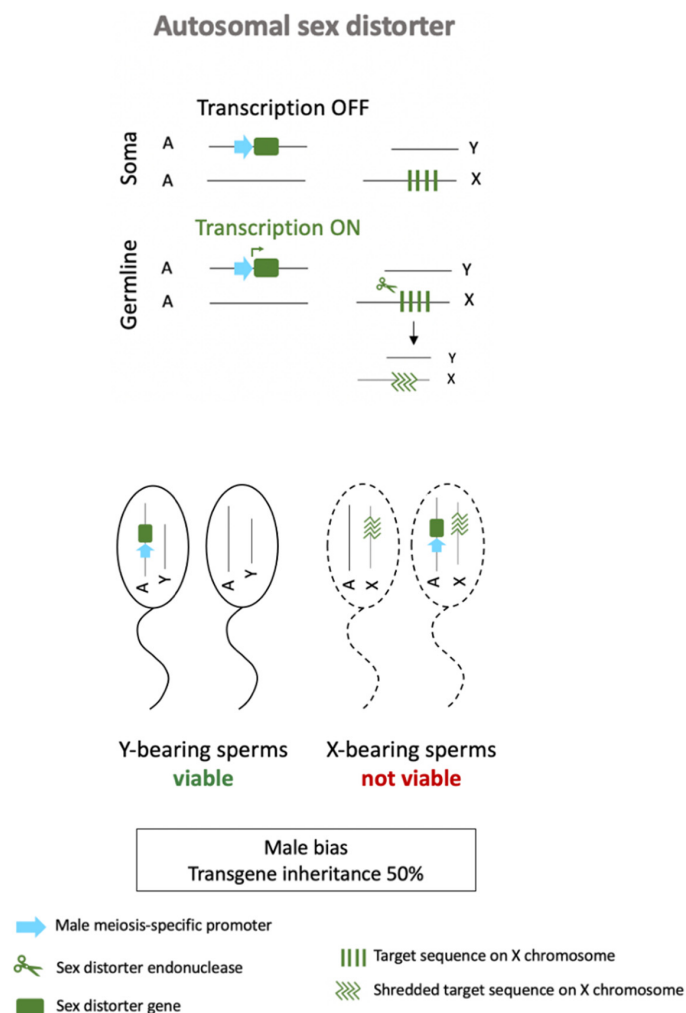 Autosomal sex distorter
Transcription OFF
Soma
A
Y
A
X
Transcription ON
Germline
A
Y
A
X
Y
X
A
Y
A
Y
A
X
A
X
Y-bearing sperms
viable
X-bearing sperms
not viable
Male bias
Transgene inheritance 50%
Male meiosis-specific promoter
Sex distorter endonuclease
Sex distorter gene
Target sequence on X chromosome
Shredded target sequence on X chromosome